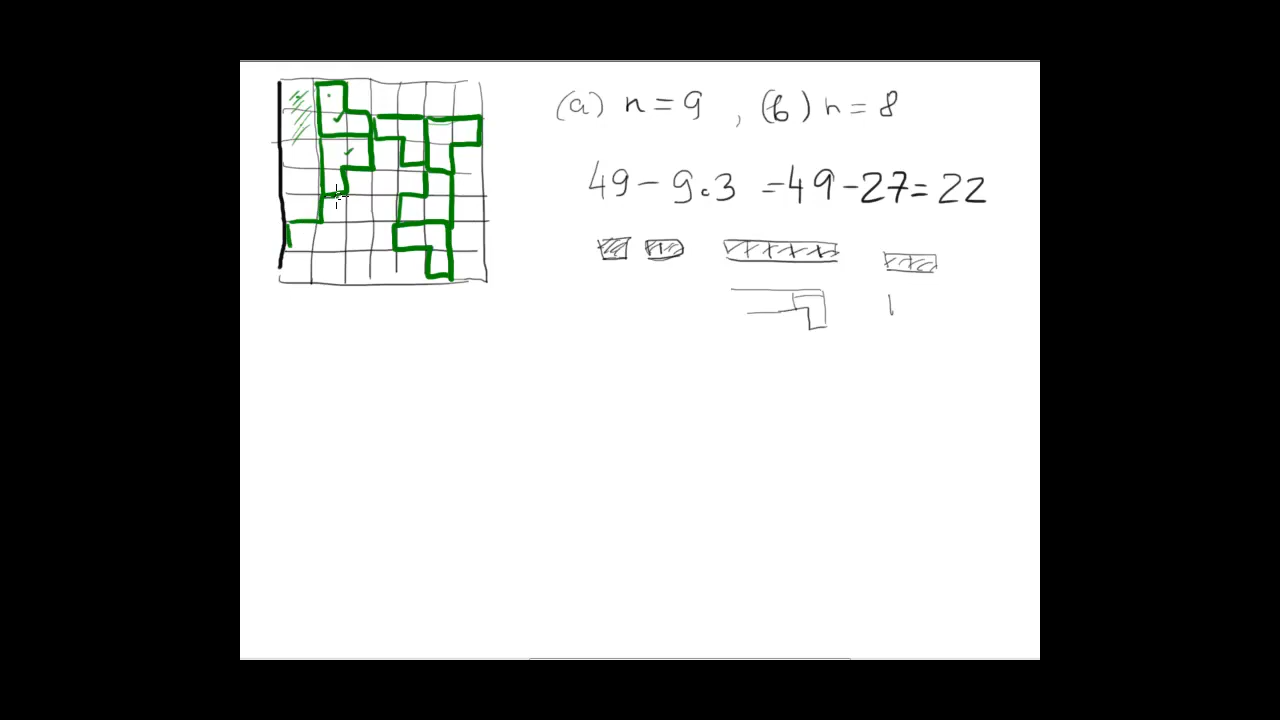 (a) n = 9 , (b) n = 8
49 - 9.3 = 49 - 27 = 22